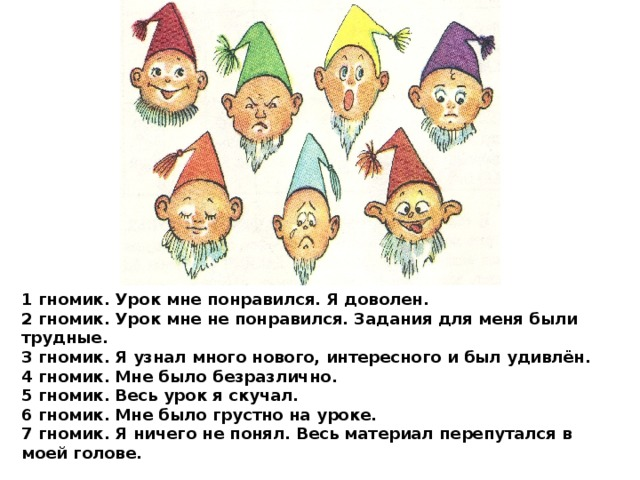 1 гномик. Урок мне понравился. Я доволен.
2 гномик. Урок мне не понравился. Задания для меня были
трудные.
3 гномик. Я узнал много нового, интересного и был удивлён.
4 гномик. Мне было безразлично.
5 гномик. Весь урок я скучал.
6 гномик. Мне было грустно на уроке.
7 гномик. Я ничего не понял. Весь материал перепутался в
моей голове.